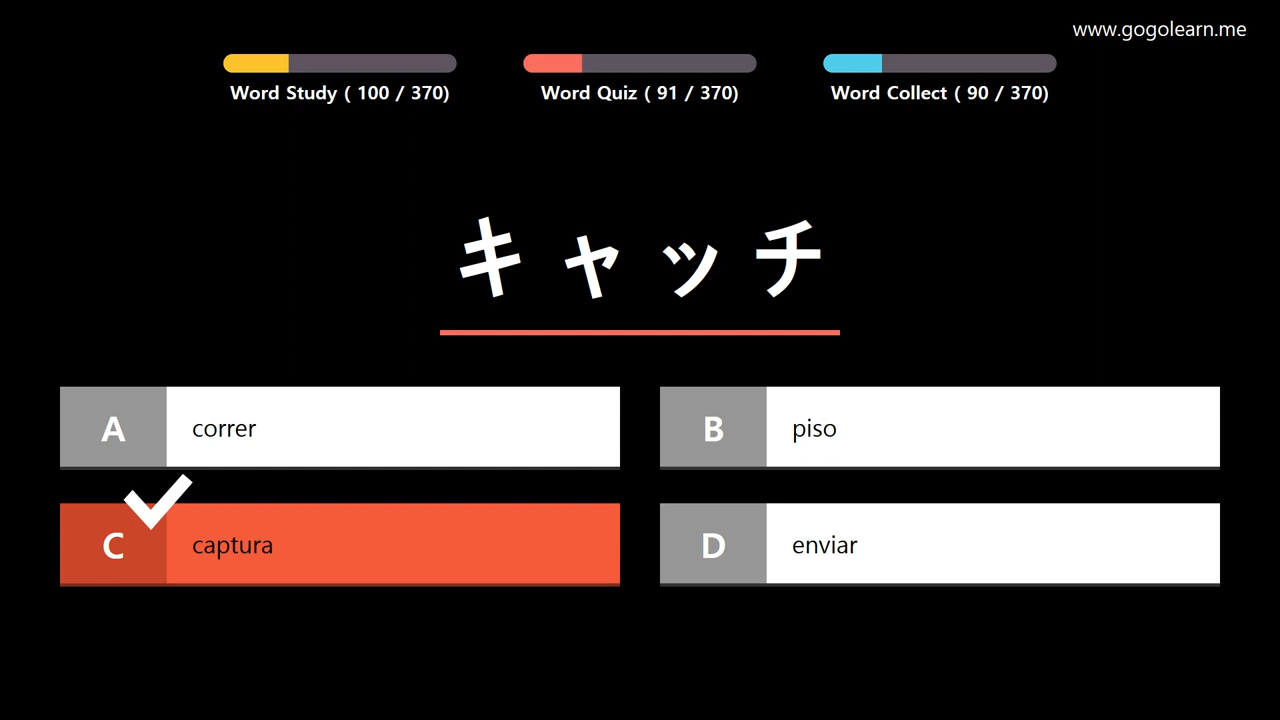 www.gogolearn.me
Word Study ( 100 / 370)
Word Quiz ( 91 / 370)
Word Collect ( 90 / 370)
キャッチ
A correr
B piso
C captura
D enviar